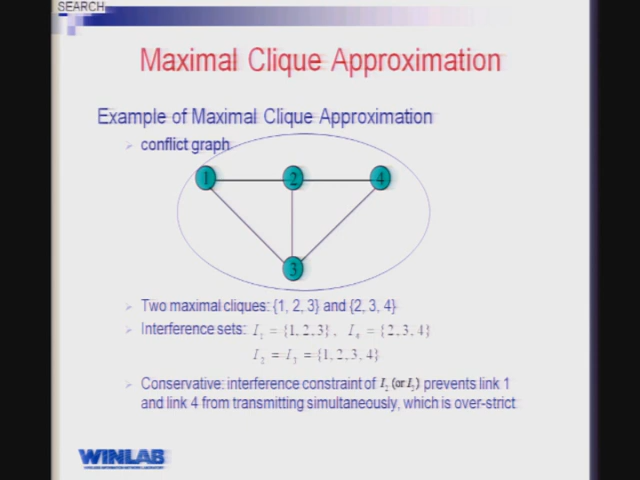 SEARCH
Maximal Clique Approximation
Example of Maximal Clique Approximation
conflict graph
1 2 4
3
Two maximal cliques: {1, 2, 3} and {2, 3, 4}
Interference sets: I₁ = {1, 2, 3}, I₄ = {2, 3, 4}
I₂ = I₃ = {1, 2, 3, 4}
Conservative: interference constraint of I₂ (or I₃) prevents link 1
and link 4 from transmitting simultaneously, which is over-strict
WINLAB